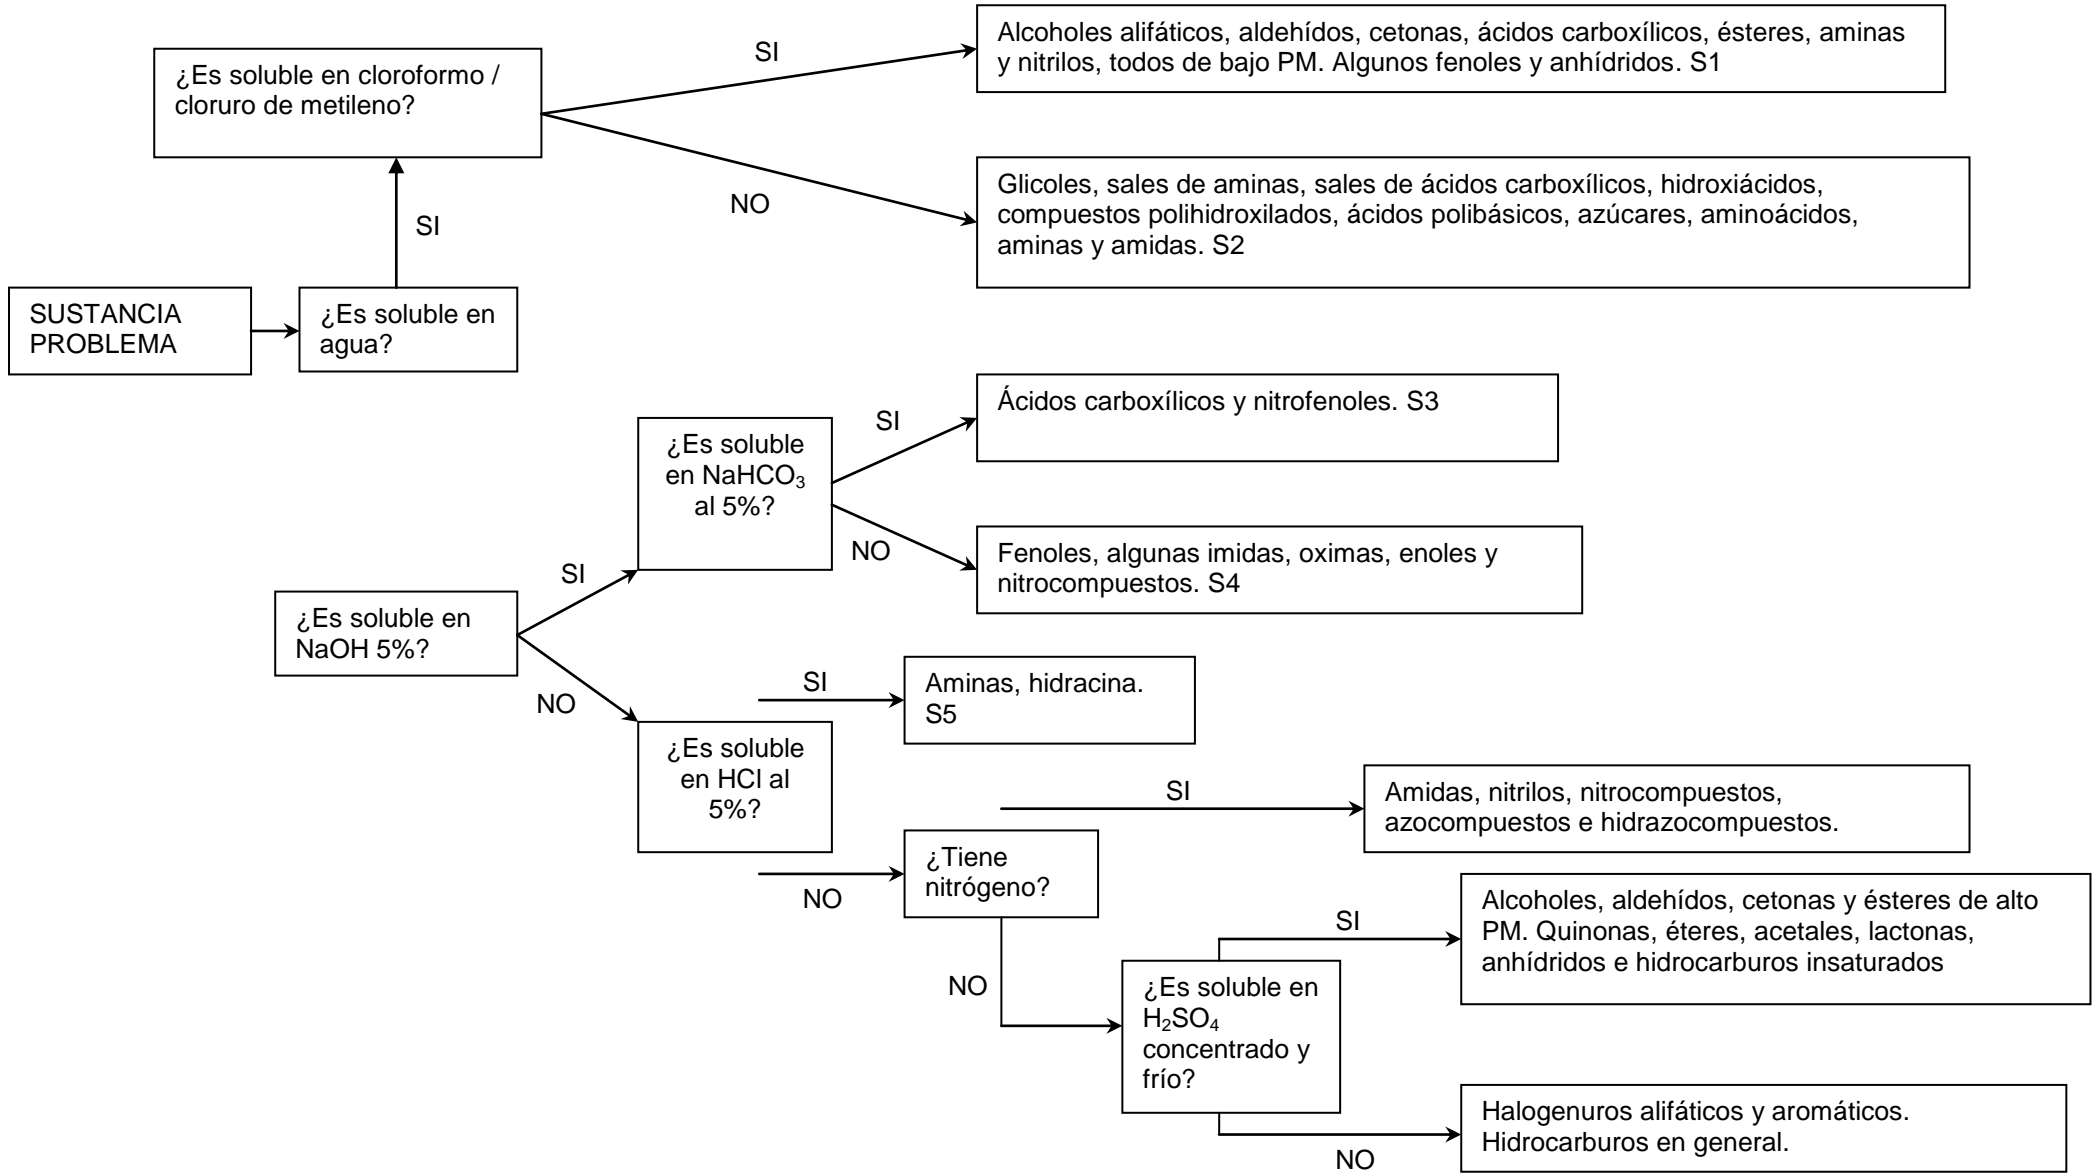 SI
Alcoholes alifáticos, aldehídos, cetonas, ácidos carboxílicos, ésteres, aminas
y nitrilos, todos de bajo PM. Algunos fenoles y anhídridos. S1
¿Es soluble en cloroformo /
cloruro de metileno?
NO
Glicoles, sales de aminas, sales de ácidos carboxílicos, hidroxiácidos,
compuestos polihidroxilados, ácidos polibásicos, azúcares, aminoácidos,
aminas y amidas. S2
SI
SUSTANCIA
PROBLEMA
¿Es soluble en
agua?
SI
Ácidos carboxílicos y nitrofenoles. S3
¿Es soluble
en NaHCO3
al 5%?
NO
Fenoles, algunas imidas, oximas, enoles y
nitrocompuestos. S4
SI
¿Es soluble en
NaOH 5%?
NO
SI
Aminas, hidracina.
S5
¿Es soluble
en HCl al
5%?
SI
Amidas, nitrilos, nitrocompuestos,
azocompuestos e hidrazocompuestos.
NO
¿Tiene
nitrógeno?
SI
Alcoholes, aldehídos, cetonas y ésteres de alto
PM. Quinonas, éteres, acetales, lactonas,
anhídridos e hidrocarburos insaturados
NO
¿Es soluble en
H2SO4
concentrado y
frío?
NO
Halogenuros alifáticos y aromáticos.
Hidrocarburos en general.